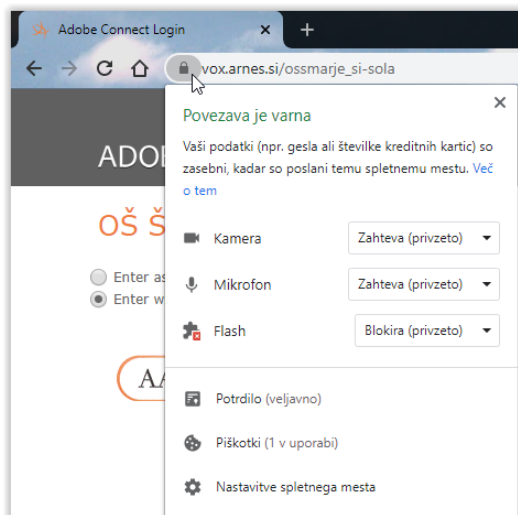 Adobe Connect Login
vox.arnes.si/ossmarje_si-sola
Povezava je varna
Vaši podatki (npr. gesla ali številke kreditnih kartic) so
zasebni, kadar so poslani temu spletnemu mestu. Več
o tem
ADO
OŠ Š
Enter as
Enter w
Kamera Zahteva (privzeto)
Mikrofon Zahteva (privzeto)
Flash Blokira (privzeto)
Potrdilo (veljavno)
Piškotki (1 v uporabi)
Nastavitve spletnega mesta